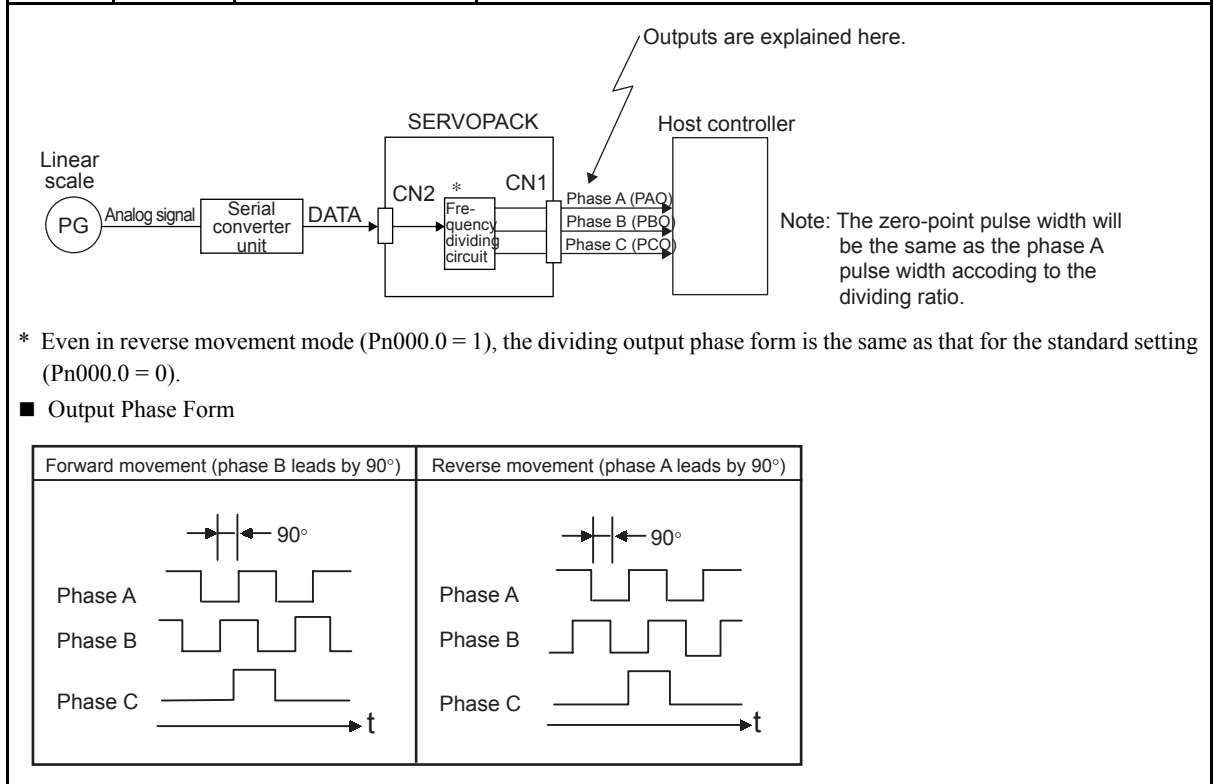 Outputs are explained here.
SERVOPACK
Host controller
Linear
scale
CN2
*
CN1
PG
Analog signal
Serial
converter
unit
DATA
Fre-
quency
dividing
circuit
Phase A (PAO)
Phase B (PBO)
Phase C (PCO)
Note: The zero-point pulse width will
be the same as the phase A
pulse width accoding to the
dividing ratio.
* Even in reverse movement mode (Pn000.0 = 1), the dividing output phase form is the same as that for the standard setting
(Pn000.0 = 0).
■ Output Phase Form
Forward movement (phase B leads by 90°)
Reverse movement (phase A leads by 90°)
90°
Phase A
Phase B
Phase C
t
90°
Phase A
Phase B
Phase C
t